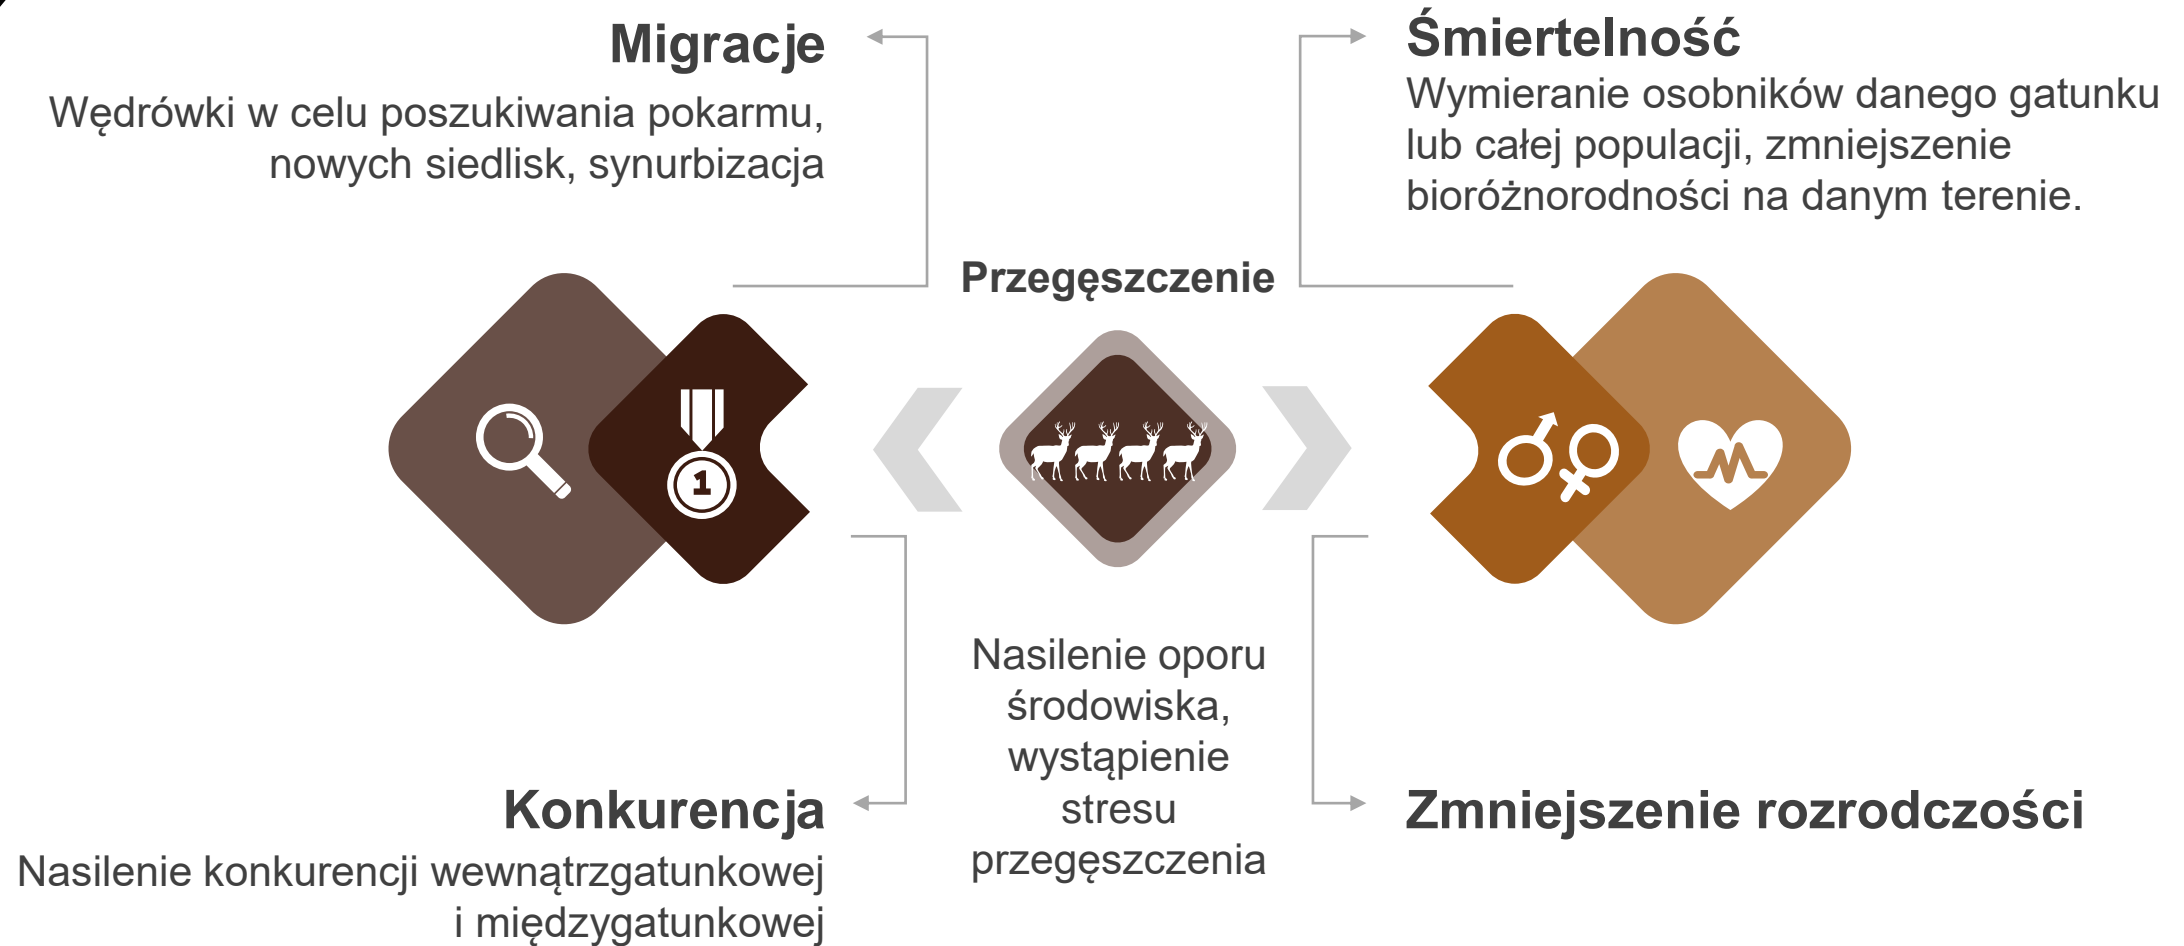 Migracje
Wędrówki w celu poszukiwania pokarmu,
nowych siedlisk, synurbizacja
Śmiertelność
Wymieranie osobników danego gatunku
lub całej populacji, zmniejszenie
bioróżnorodności na danym terenie.
Przegęszczenie
1
Nasilenie oporu
środowiska,
wystąpienie
stresu
przegęszczenia
Konkurencja
Nasilenie konkurencji wewnątrzgatunkowej
i międzygatunkowej
Zmniejszenie rozrodczości